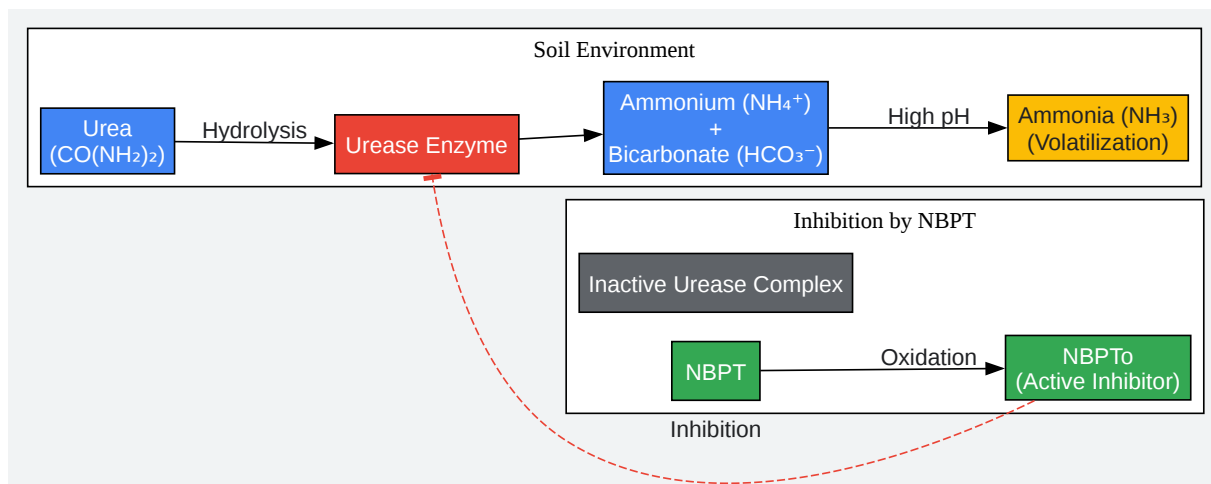 Soil Environment
Urea
(CO(NH₂)₂)
Hydrolysis
Urease Enzyme
Ammonium (NH₄⁺)
+
Bicarbonate (HCO₃⁻)
High pH
Ammonia (NH₃)
(Volatilization)
Inhibition by NBPT
Inactive Urease Complex
NBPT
Oxidation
NBPTo
(Active Inhibitor)
Inhibition